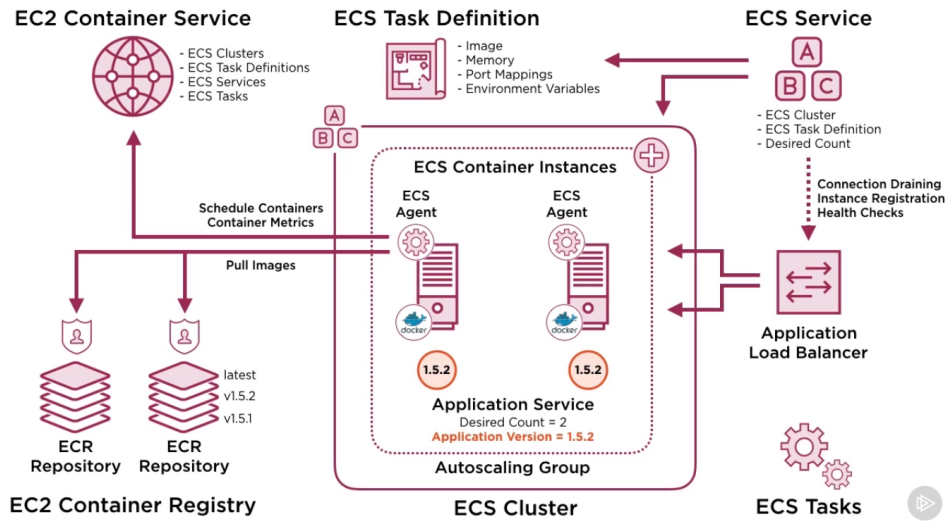 EC2 Container Service
- ECS Clusters
- ECS Task Definitions
- ECS Services
- ECS Tasks
ECS Task Definition
- Image
- Memory
- Port Mappings
- Environment Variables
ECS Service
A
B C
- ECS Cluster
- ECS Task Definition
- Desired Count
Connection Draining
Instance Registration
Health Checks
A
B C
ECS Container Instances
ECS
Agent
ECS
Agent
docker
docker
1.5.2
1.5.2
Application Service
Desired Count = 2
Application Version = 1.5.2
Autoscaling Group
ECS Cluster
Schedule Containers
Container Metrics
Pull Images
latest
v1.5.2
v1.5.1
ECR
Repository
ECR
Repository
EC2 Container Registry
Application
Load Balancer
ECS Tasks